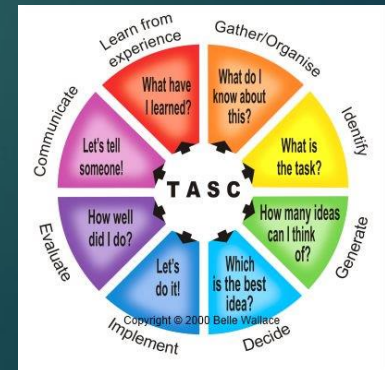 Gather/Organise
What do I
know about
this?
Identify
What is
the task?
Generate
How many ideas
can I think
of?
Decide
Which
is the best
idea?
Implement
Let's
do it!
Evaluate
How well
did I do?
Communicate
Let's tell
someone!
Learn from
experience
What have
I learned?
TASC
Copyright © 2000 Belle Wallace